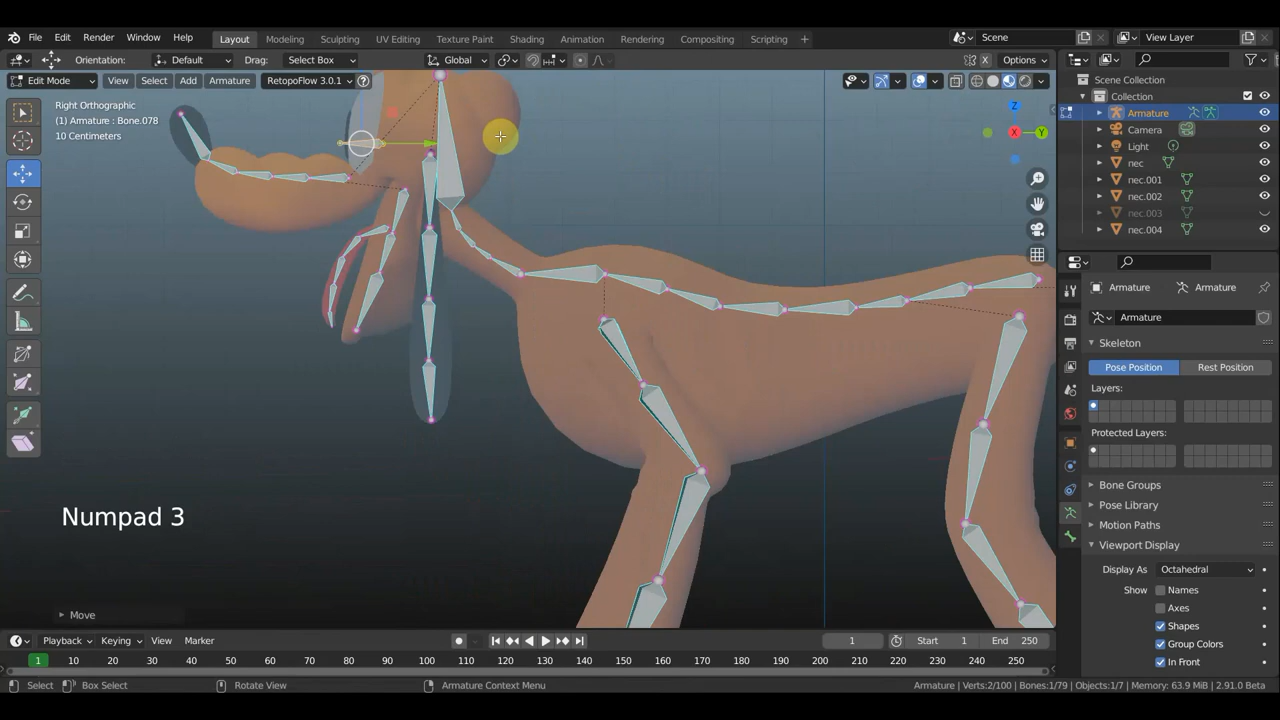 File Edit Render Window Help Layout Modeling Sculpting UV Editing Texture Paint Shading Animation Rendering Compositing Scripting Scene View Layer
Orientation: Default Drag: Select Box Global Options
Edit Mode View Select Add Armature RetopoFlow 3.0.1
Right Orthographic
(1) Armature : Bone.078
10 Centimeters
Z
X
Y
Numpad 3
Move
Scene Collection
Collection
Armature
Camera
Light
nec
nec.001
nec.002
nec.003
nec.004
Armature Armature
Armature
Skeleton
Pose Position Rest Position
Layers:
Protected Layers:
Bone Groups
Pose Library
Motion Paths
Viewport Display
Display As Octahedral
Show Names
Axes
Shapes
Group Colors
In Front
Playback Keying View Marker 1 Start 1 End 250
1 10 20 30 40 50 60 70 80 90 100 110 120 130 140 150 160 170 180 190 200 210 220 230 240 250
Select Box Select Rotate View Armature Context Menu Armature | Verts:2/100 | Bones:1/79 | Objects:1/7 | Memory: 63.9 MiB | 2.91.0 Beta